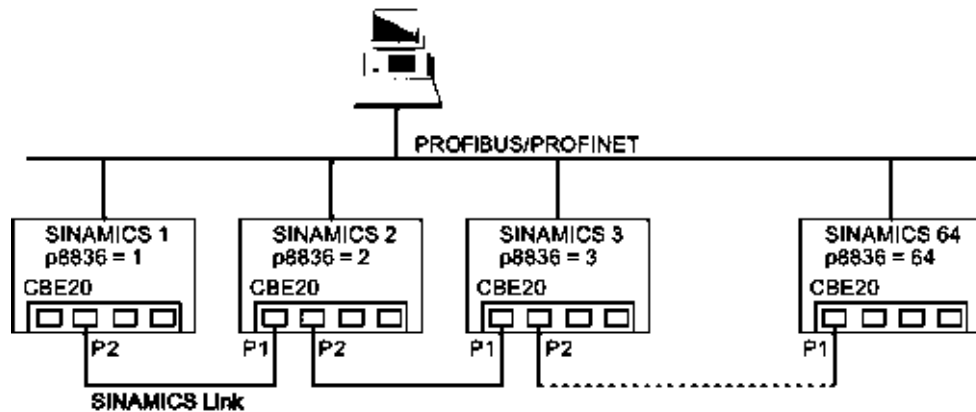 PROFIBUS/PROFINET
SINAMICS 1
p8836 = 1
CBE20
P2
SINAMICS 2
p8836 = 2
CBE20
P1
P2
SINAMICS 3
p8836 = 3
CBE20
P1
P2
SINAMICS 64
p8836 = 64
CBE20
P1
SINAMICS Link